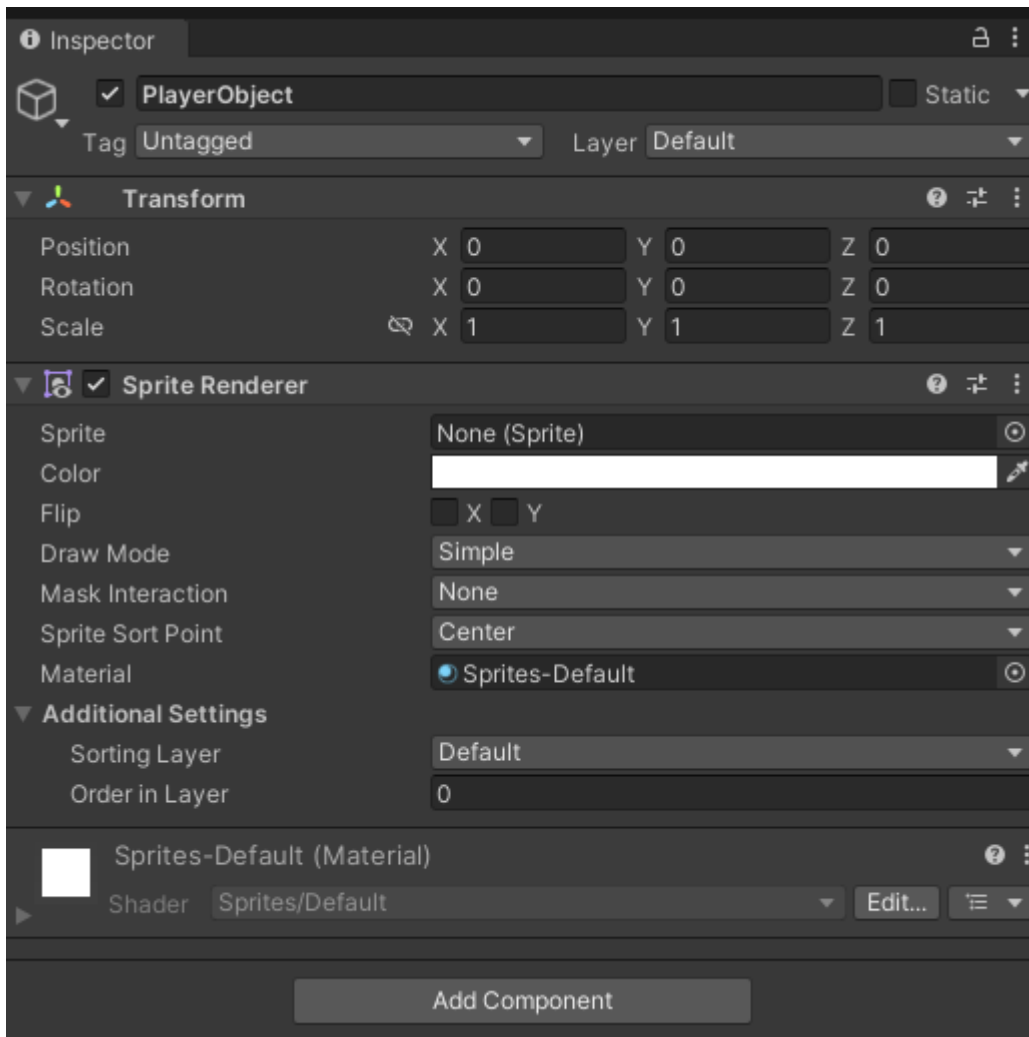 Inspector
PlayerObject Static
Tag Untagged Layer Default
Transform
Position X 0 Y 0 Z 0
Rotation X 0 Y 0 Z 0
Scale X 1 Y 1 Z 1
Sprite Renderer
Sprite None (Sprite)
Color
Flip X Y
Draw Mode Simple
Mask Interaction None
Sprite Sort Point Center
Material Sprites-Default
Additional Settings
Sorting Layer Default
Order in Layer 0
Sprites-Default (Material)
Shader Sprites/Default Edit...
Add Component